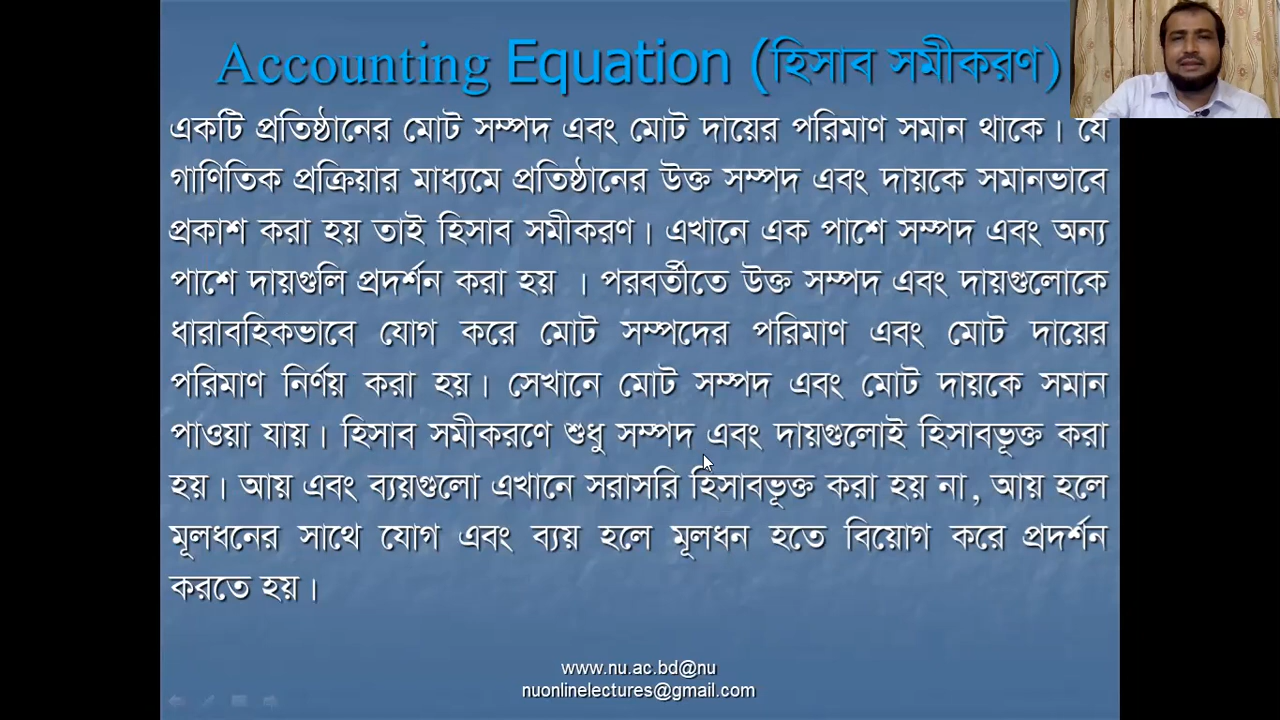 Accounting Equation (হিসাব সমীকরণ)
একটি প্রতিষ্ঠানের মোট সম্পদ এবং মোট দায়ের পরিমাণ সমান থাকে। যে
গাণিতিক প্রক্রিয়ার মাধ্যমে প্রতিষ্ঠানের উক্ত সম্পদ এবং দায়কে সমানভাবে
প্রকাশ করা হয় তাই হিসাব সমীকরণ। এখানে এক পাশে সম্পদ এবং অন্য
পাশে দায়গুলি প্রদর্শন করা হয় । পরবর্তীতে উক্ত সম্পদ এবং দায়গুলোকে
ধারাবহিকভাবে যোগ করে মোট সম্পদের পরিমাণ এবং মোট দায়ের
পরিমাণ নির্ণয় করা হয়। সেখানে মোট সম্পদ এবং মোট দায়কে সমান
পাওয়া যায়। হিসাব সমীকরণে শুধু সম্পদ এবং দায়গুলোই হিসাবভূক্ত করা
হয়। আয় এবং ব্যয়গুলো এখানে সরাসরি হিসাবভূক্ত করা হয় না, আয় হলে
মূলধনের সাথে যোগ এবং ব্যয় হলে মূলধন হতে বিয়োগ করে প্রদর্শন
করতে হয়।
www.nu.ac.bd@nu
nuonlinelectures@gmail.com